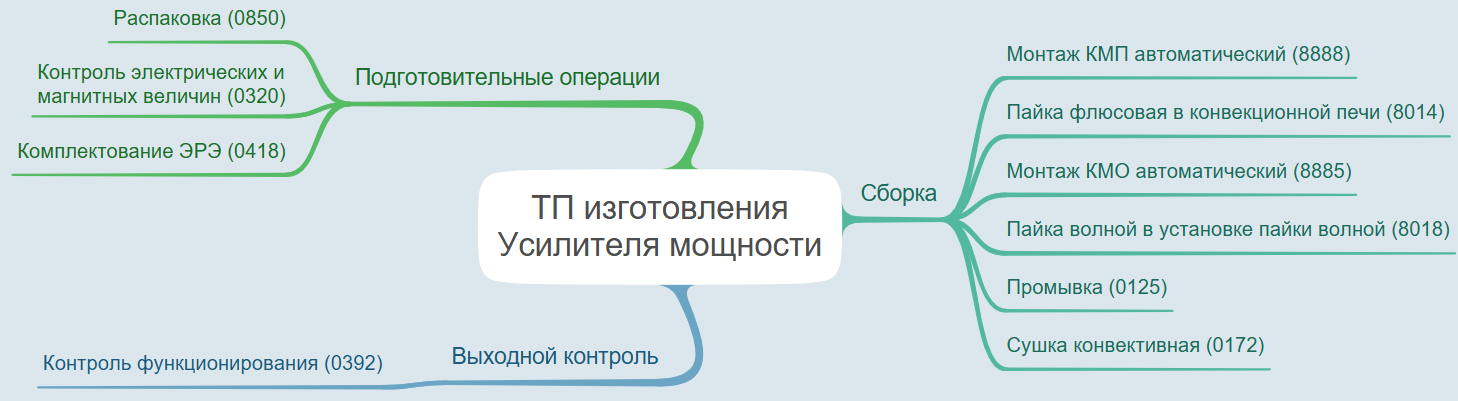 Распаковка (0850)
Контроль электрических и
магнитных величин (0320)
Комплектование ЭРЭ (0418)
Подготовительные операции
ТП изготовления
Усилителя мощности
Сборка
Монтаж КМП автоматический (8888)
Пайка флюсовая в конвекционной печи (8014)
Монтаж КМО автоматический (8885)
Пайка волной в установке пайки волной (8018)
Промывка (0125)
Сушка конвективная (0172)
Выходной контроль
Контроль функционирования (0392)